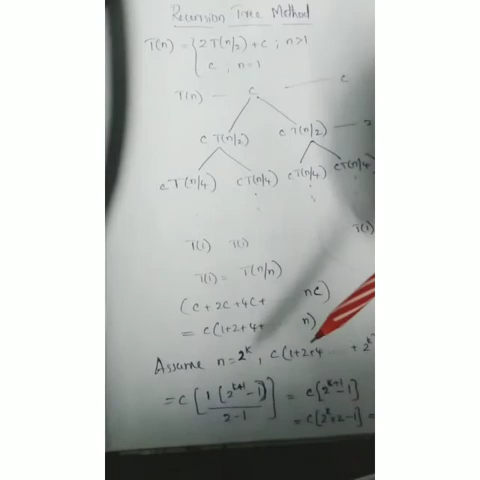 Recursion Tree Method
T(n) = { 2T(n/2) + c ; n>1
c , n=1
T(n) — c — c
c T(n/2) c T(n/2) — 2
c T(n/4) c T(n/4) c T(n/4) c T(n/4)
T(1) T(1) T(1)
T(1) = T(n/n)
(c + 2c + 4c + nc)
= c(1+2+4+ n)
Assume n = 2^k, c(1+2+4 ... + 2^k
= c [ 1 (2^{k+1} - 1) / 2-1 ] = c[2^{k+1} - 1]
= c[2^k * 2 - 1] =